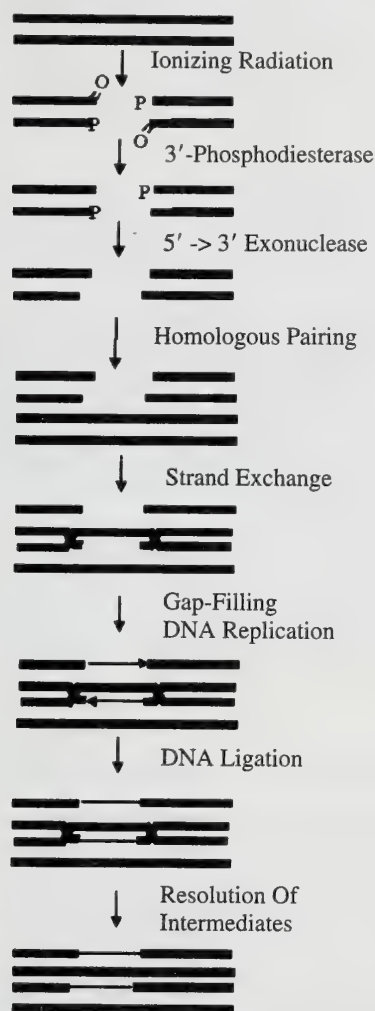 Ionizing Radiation
O
P
P
O
3′-Phosphodiesterase
P
P
5′ -> 3′ Exonuclease
Homologous Pairing
Strand Exchange
Gap-Filling
DNA Replication
DNA Ligation
Resolution Of
Intermediates